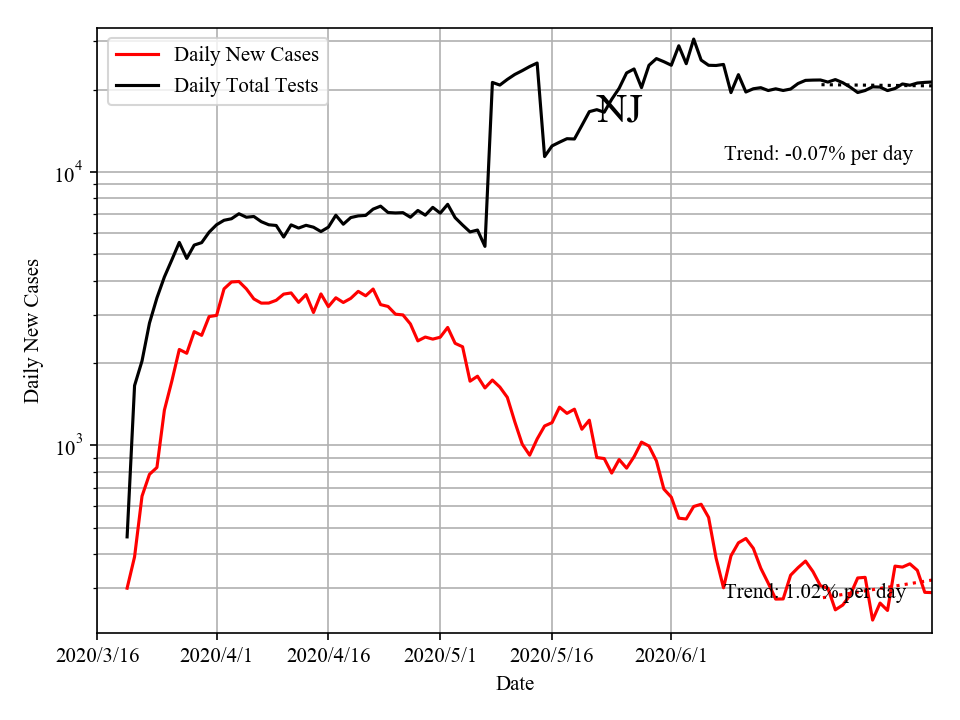 Daily New Cases
Daily Total Tests
NJ
Trend: -0.07% per day
Trend: 1.02% per day
10^4
10^3
Daily New Cases
2020/3/16 2020/4/1 2020/4/16 2020/5/1 2020/5/16 2020/6/1
Date